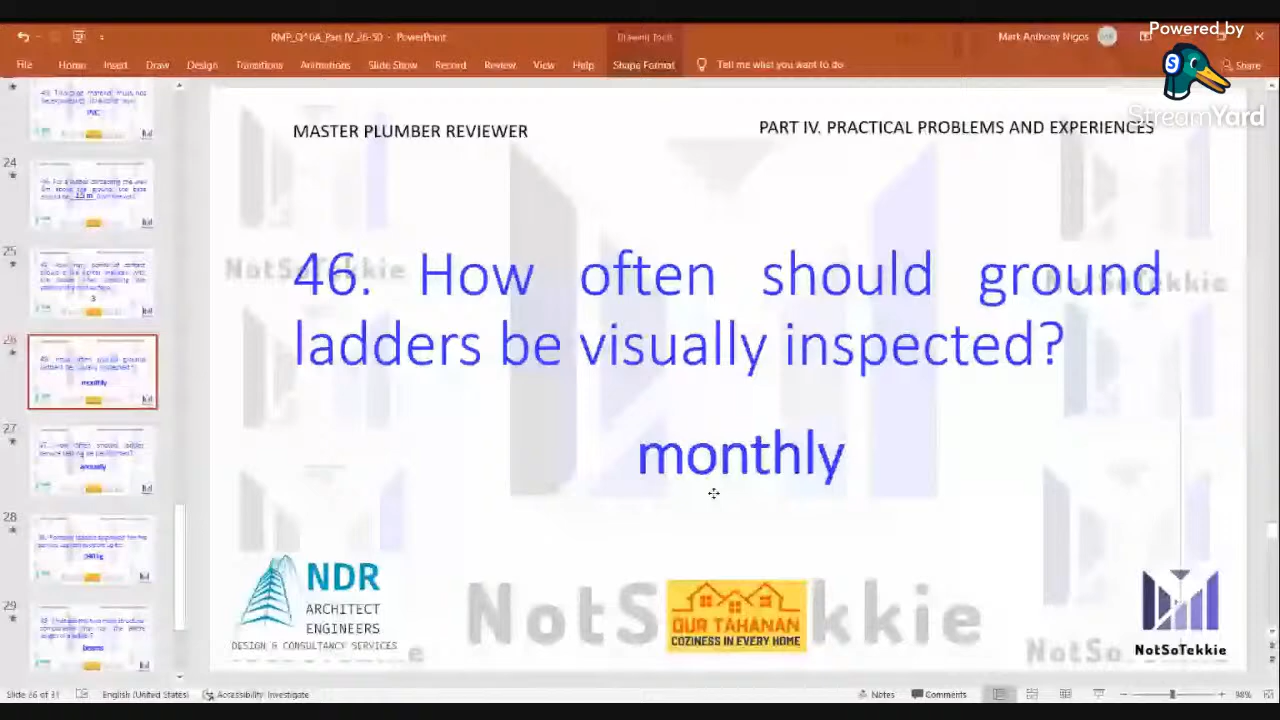 Powered by
StreamYard
RMP_Q^0A_Part IV_26-50 - PowerPoint
Drawing Tools
Mark Anthony Nigos
File Home Insert Draw Design Transitions Animations Slide Show Record Review View Help Shape Format Tell me what you want to do Share
MASTER PLUMBER REVIEWER
PART IV. PRACTICAL PROBLEMS AND EXPERIENCES
46. How often should ground
ladders be visually inspected?
monthly
NDR
ARCHITECT
ENGINEERS
DESIGN & CONSULTANCY SERVICES
OUR TAHANAN
COZINESS IN EVERY HOME
NotSoTekkie
24
25
3
monthly
27
annually
28
29
beams
Slide 26 of 31
English (United States)
Accessibility: Investigate
Notes
Comments
98%